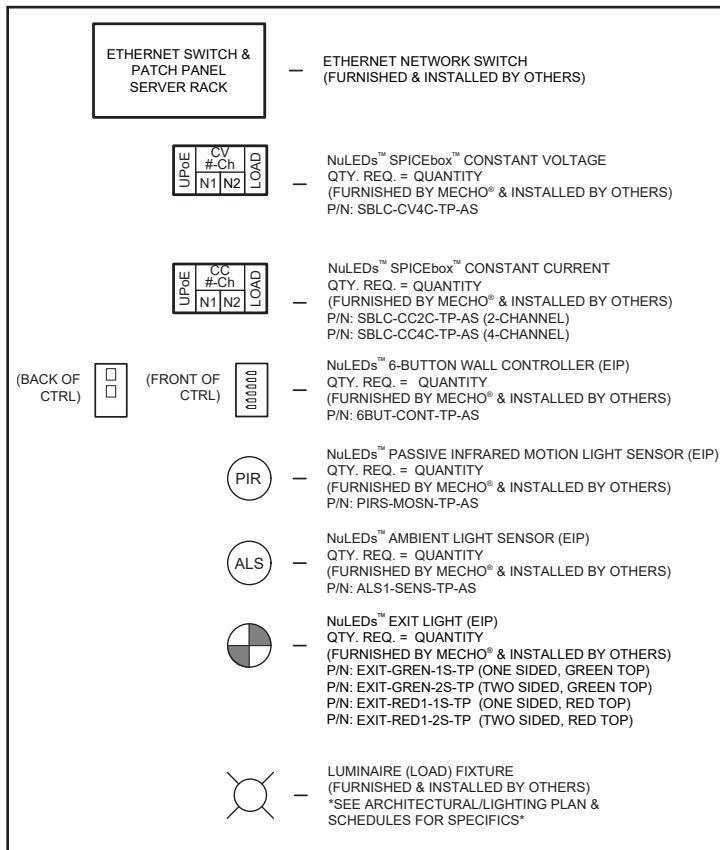 ETHERNET SWITCH &
PATCH PANEL
SERVER RACK
– ETHERNET NETWORK SWITCH
(FURNISHED & INSTALLED BY OTHERS)
UPoE
CV
#-Ch
N1 N2
LOAD
– NuLEDs™ SPICEbox™ CONSTANT VOLTAGE
QTY. REQ. = QUANTITY
(FURNISHED BY MECHO® & INSTALLED BY OTHERS)
P/N: SBLC-CV4C-TP-AS
UPoE
CC
#-Ch
N1 N2
LOAD
– NuLEDs™ SPICEbox™ CONSTANT CURRENT
QTY. REQ. = QUANTITY
(FURNISHED BY MECHO® & INSTALLED BY OTHERS)
P/N: SBLC-CC2C-TP-AS (2-CHANNEL)
P/N: SBLC-CC4C-TP-AS (4-CHANNEL)
(BACK OF
CTRL)
(FRONT OF
CTRL)
– NuLEDs™ 6-BUTTON WALL CONTROLLER (EIP)
QTY. REQ. = QUANTITY
(FURNISHED BY MECHO® & INSTALLED BY OTHERS)
P/N: 6BUT-CONT-TP-AS
PIR
– NuLEDs™ PASSIVE INFRARED MOTION LIGHT SENSOR (EIP)
QTY. REQ. = QUANTITY
(FURNISHED BY MECHO® & INSTALLED BY OTHERS)
P/N: PIRS-MOSN-TP-AS
ALS
– NuLEDs™ AMBIENT LIGHT SENSOR (EIP)
QTY. REQ. = QUANTITY
(FURNISHED BY MECHO® & INSTALLED BY OTHERS)
P/N: ALS1-SENS-TP-AS
– NuLEDs™ EXIT LIGHT (EIP)
QTY. REQ. = QUANTITY
(FURNISHED BY MECHO® & INSTALLED BY OTHERS)
P/N: EXIT-GREN-1S-TP (ONE SIDED, GREEN TOP)
P/N: EXIT-GREN-2S-TP (TWO SIDED, GREEN TOP)
P/N: EXIT-RED1-1S-TP (ONE SIDED, RED TOP)
P/N: EXIT-RED1-2S-TP (TWO SIDED, RED TOP)
– LUMINAIRE (LOAD) FIXTURE
(FURNISHED & INSTALLED BY OTHERS)
*SEE ARCHITECTURAL/LIGHTING PLAN &
SCHEDULES FOR SPECIFICS*